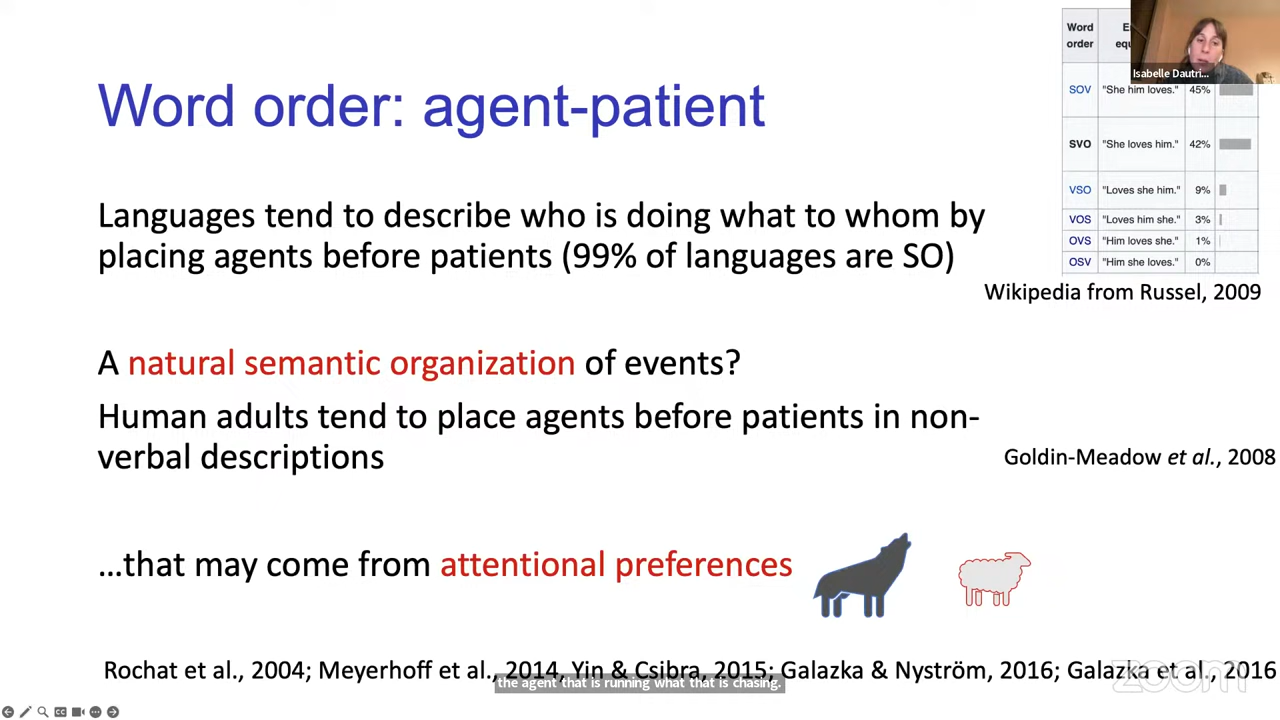 Word order: agent-patient
Languages tend to describe who is doing what to whom by
placing agents before patients (99% of languages are SO)
A natural semantic organization of events?
Human adults tend to place agents before patients in non-
verbal descriptions
…that may come from attentional preferences
Rochat et al., 2004; Meyerhoff et al., 2014, Yin & Csibra, 2015; Galazka & Nyström, 2016; Galazka et al. 2016
the agent that is running what that is chasing.
Goldin-Meadow et al., 2008
Word
order
SOV "She him loves." 45%
SVO "She loves him." 42%
VSO "Loves she him." 9%
VOS "Loves him she." 3%
OVS "Him loves she." 1%
OSV "Him she loves." 0%
Wikipedia from Russel, 2009
Isabelle Dautri...
zoom